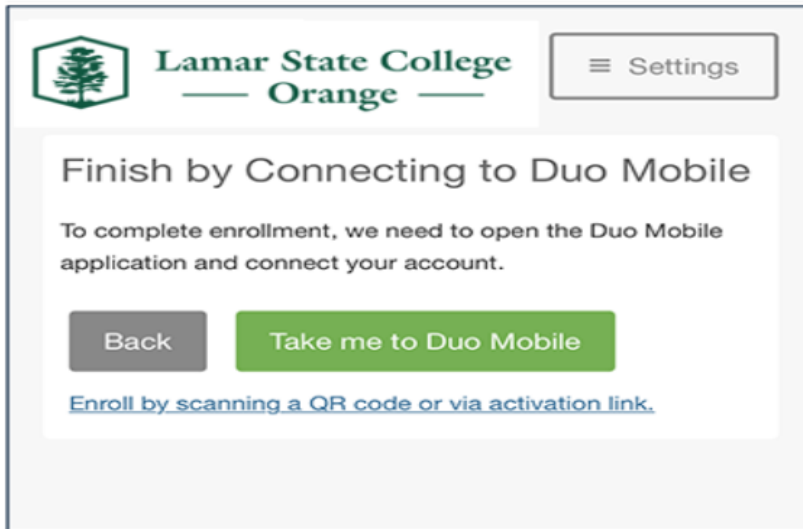 Lamar State College
Orange
≡ Settings
Finish by Connecting to Duo Mobile
To complete enrollment, we need to open the Duo Mobile
application and connect your account.
Back
Take me to Duo Mobile
Enroll by scanning a QR code or via activation link.